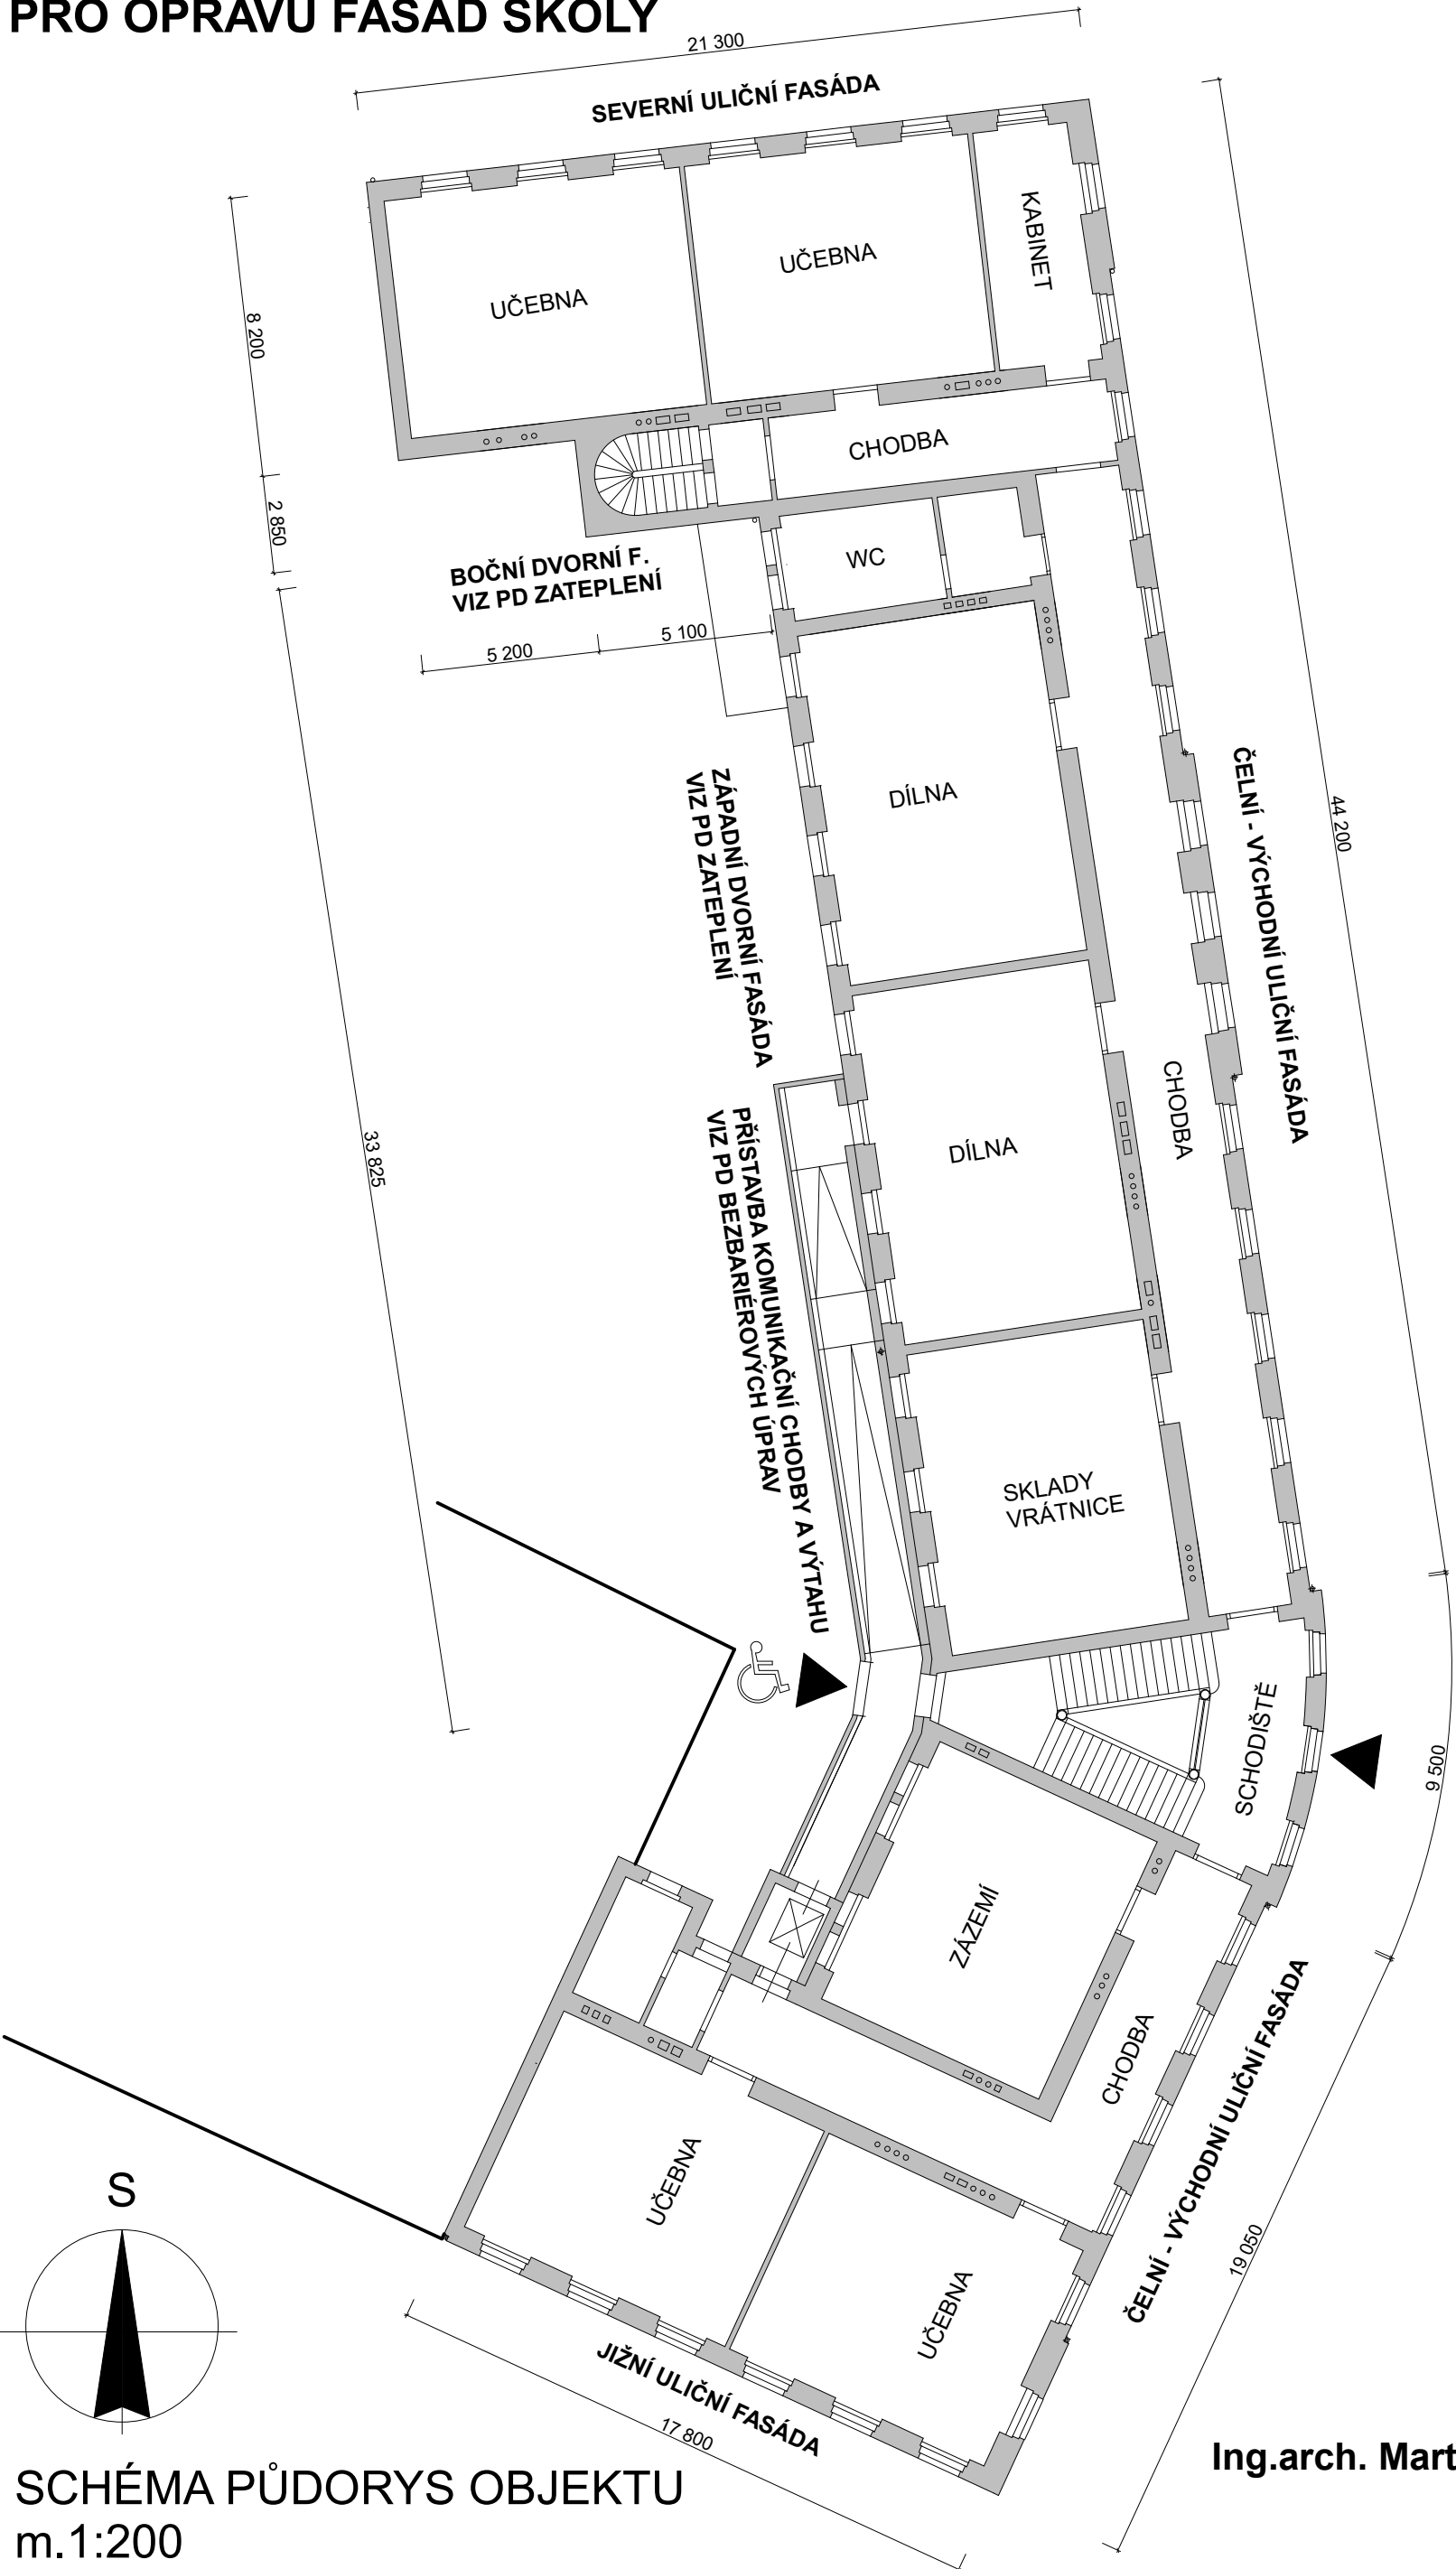 PRO OPRAVU FASÁD ŠKOLY
21 300
SEVERNÍ ULIČNÍ FASÁDA
KABINET
UČEBNA
UČEBNA
8 200
CHODBA
2 850
WC
BOČNÍ DVORNÍ F.
VIZ PD ZATEPLENÍ
5 200
5 100
DÍLNA
ZÁPADNÍ DVORNÍ FASÁDA
VIZ PD ZATEPLENÍ
ČELNÍ - VÝCHODNÍ ULIČNÍ FASÁDA
44 200
CHODBA
DÍLNA
33 825
PŘÍSTAVBA KOMUNIKAČNÍ CHODBY A VÝTAHU
VIZ PD BEZBARIÉROVÝCH ÚPRAV
SKLADY
VRÁTNICE
SCHODIŠTĚ
9 500
ZÁZEMÍ
CHODBA
ČELNÍ - VÝCHODNÍ ULIČNÍ FASÁDA
19 050
UČEBNA
UČEBNA
S
JIŽNÍ ULIČNÍ FASÁDA
17 800
Ing.arch. Mart
SCHÉMA PŮDORYS OBJEKTU
m.1:200